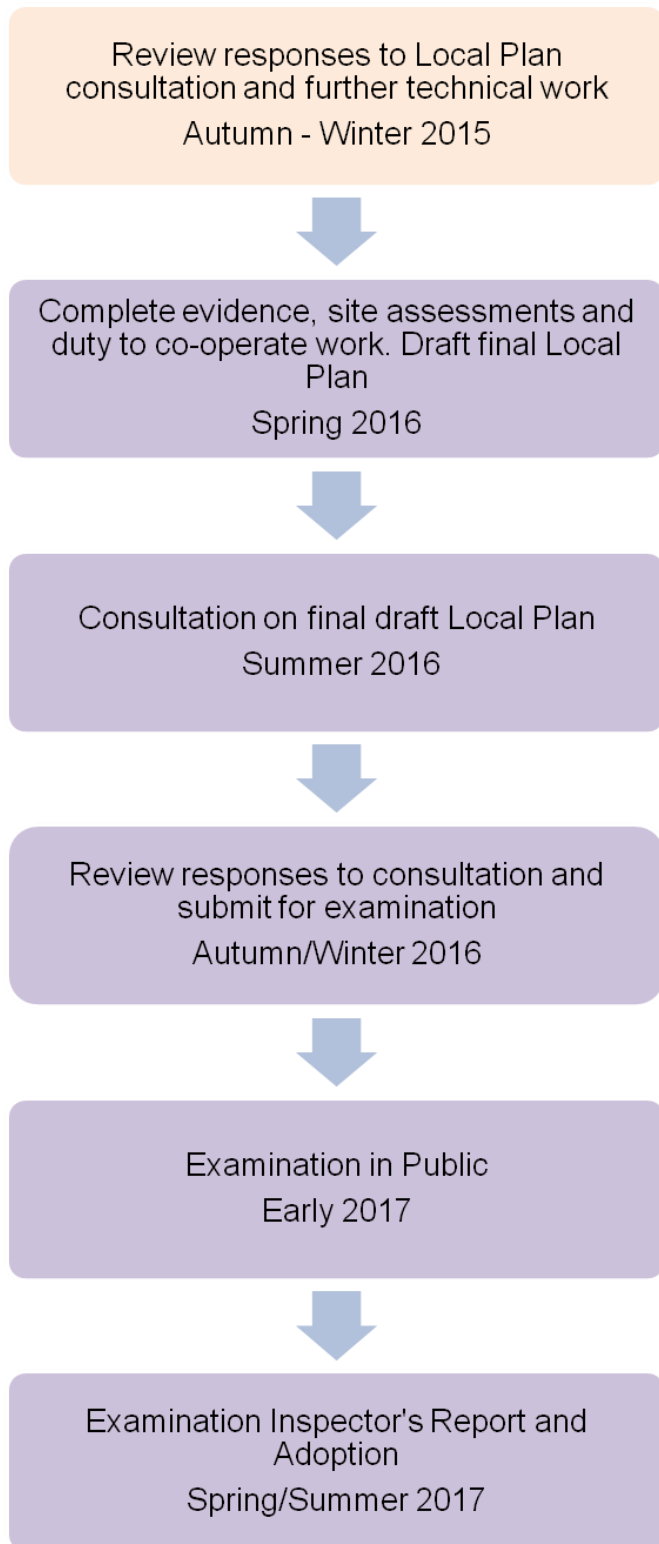 Review responses to Local Plan
consultation and further technical work
Autumn - Winter 2015
Complete evidence, site assessments and
duty to co-operate work. Draft final Local
Plan
Spring 2016
Consultation on final draft Local Plan
Summer 2016
Review responses to consultation and
submit for examination
Autumn/Winter 2016
Examination in Public
Early 2017
Examination Inspector's Report and
Adoption
Spring/Summer 2017